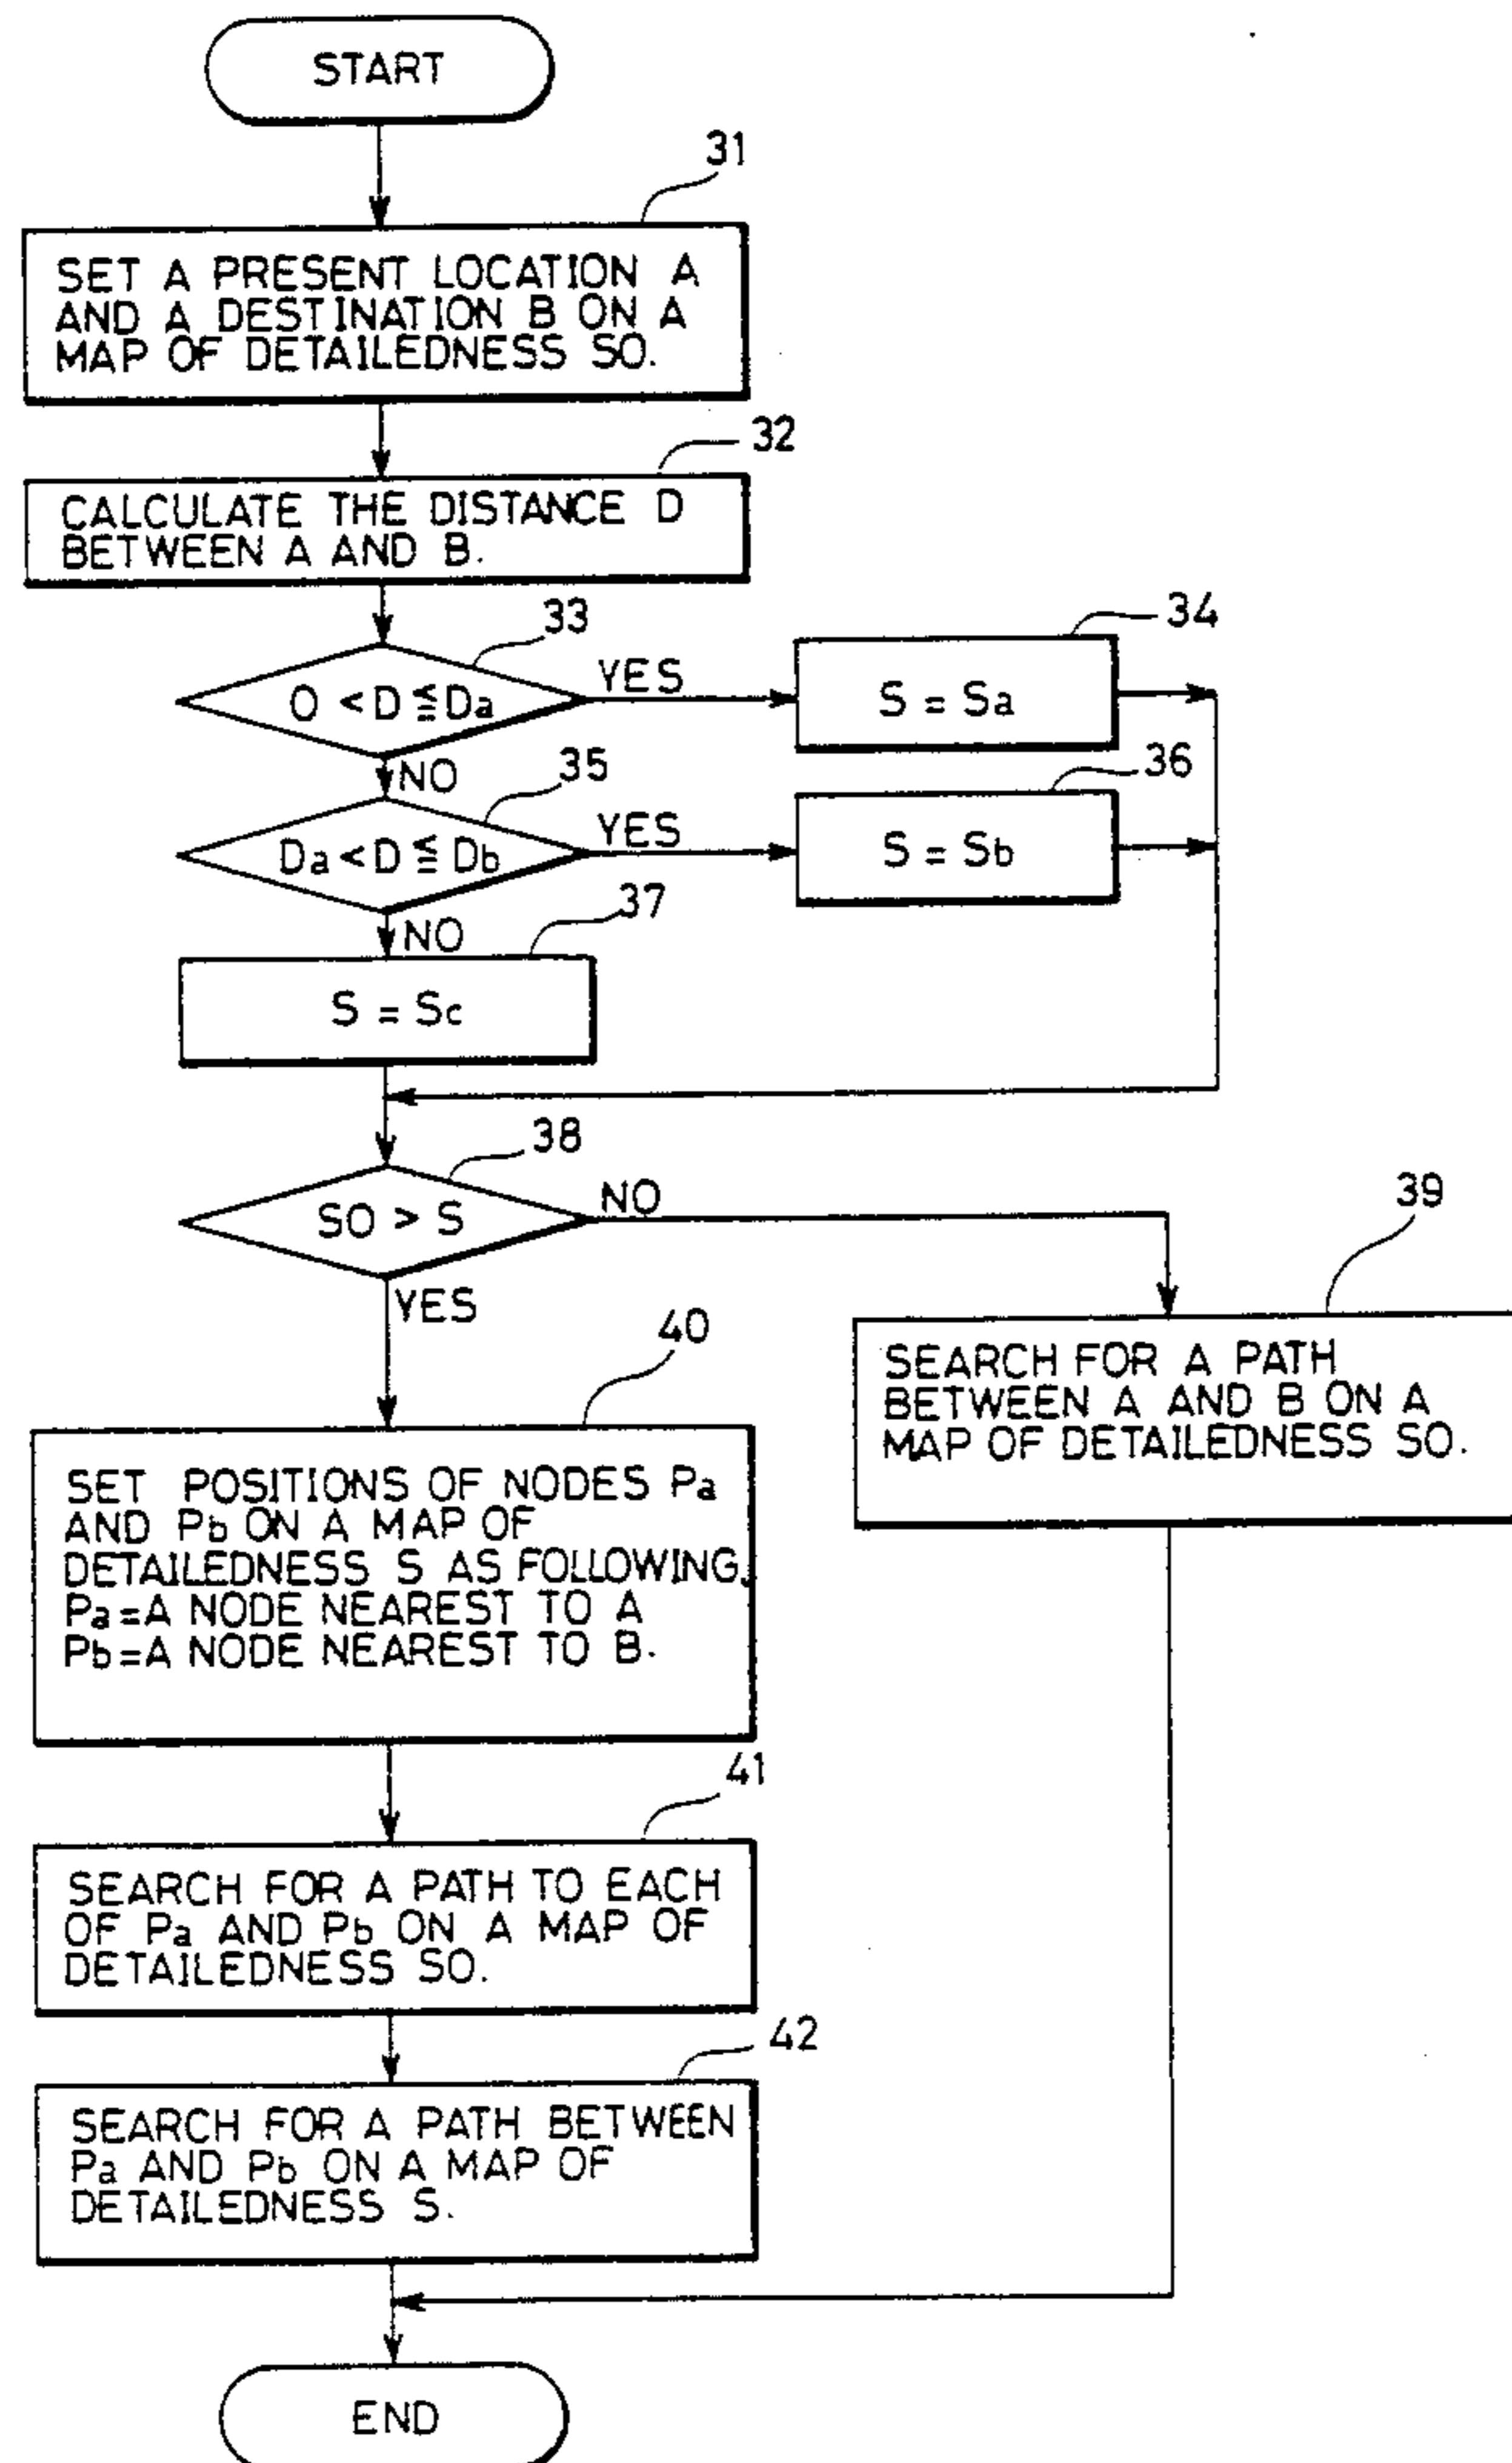 START
31
SET A PRESENT LOCATION A
AND A DESTINATION B ON A
MAP OF DETAILEDNESS SO.
32
CALCULATE THE DISTANCE D
BETWEEN A AND B.
33
O < D ≦ Da
YES
34
S = Sa
NO
35
Da < D ≦ Db
YES
36
S = Sb
NO
37
S = Sc
38
SO > S
NO
YES
39
SEARCH FOR A PATH
BETWEEN A AND B ON A
MAP OF DETAILEDNESS SO.
40
SET POSITIONS OF NODES Pa
AND Pb ON A MAP OF
DETAILEDNESS S AS FOLLOWING,
Pa=A NODE NEAREST TO A
Pb=A NODE NEAREST TO B.
41
SEARCH FOR A PATH TO EACH
OF Pa AND Pb ON A MAP OF
DETAILEDNESS SO.
42
SEARCH FOR A PATH BETWEEN
Pa AND Pb ON A MAP OF
DETAILEDNESS S.
END